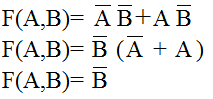 F(A,B)= A̅ B̅+A B̅
F(A,B)= B̅ (A̅ + A )
F(A,B)= B̅